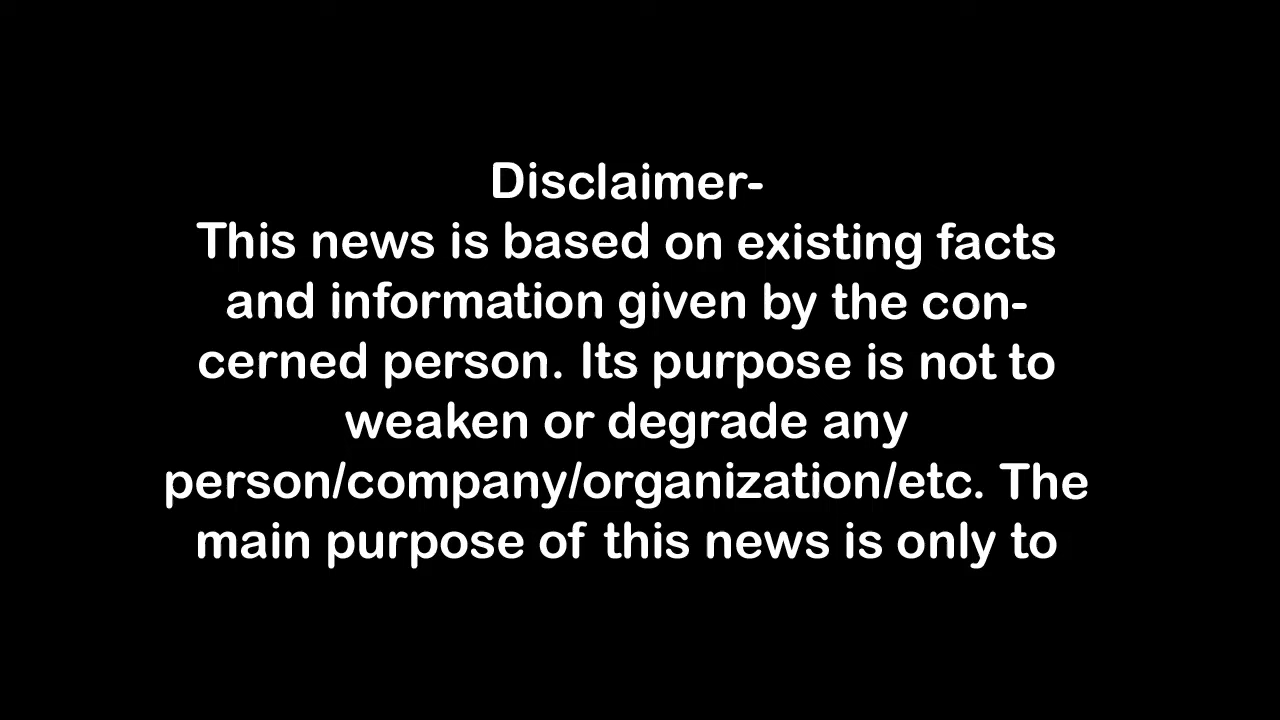 Disclaimer-
This news is based on existing facts
and information given by the con-
cerned person. Its purpose is not to
weaken or degrade any
person/company/organization/etc. The
main purpose of this news is only to